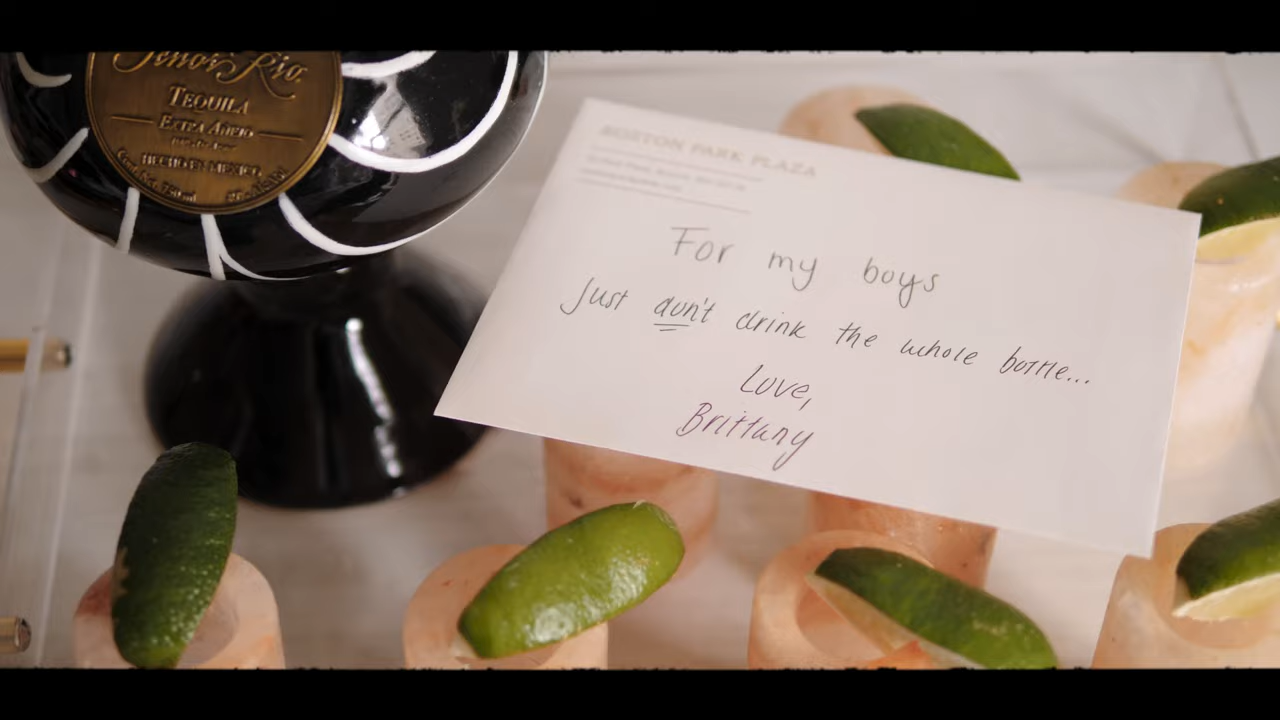 Señor Rio
TEQUILA
EXTRA AÑEJO
HECHO EN MEXICO
750ml
BOSTON PARK PLAZA
For my boys
Just don't drink the whole bottle...
Love,
Brittany